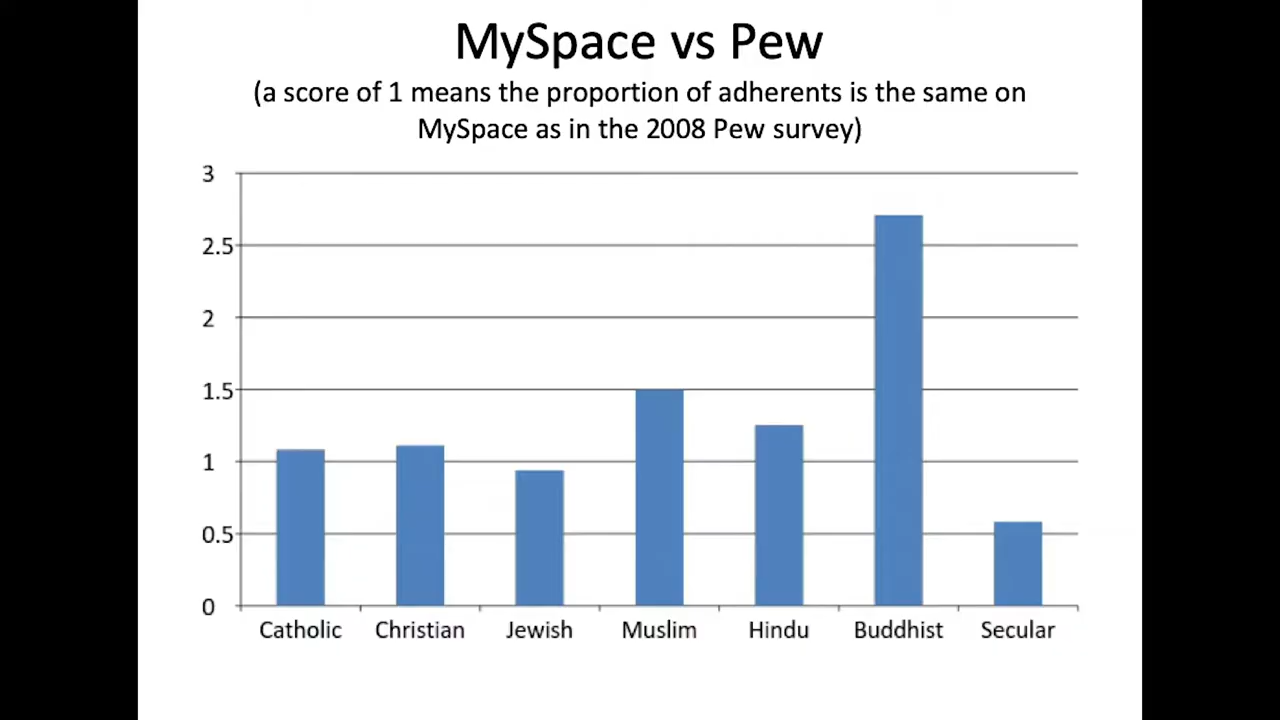 MySpace vs Pew
(a score of 1 means the proportion of adherents is the same on
MySpace as in the 2008 Pew survey)
3
2.5
2
1.5
1
0.5
0
Catholic Christian Jewish Muslim Hindu Buddhist Secular